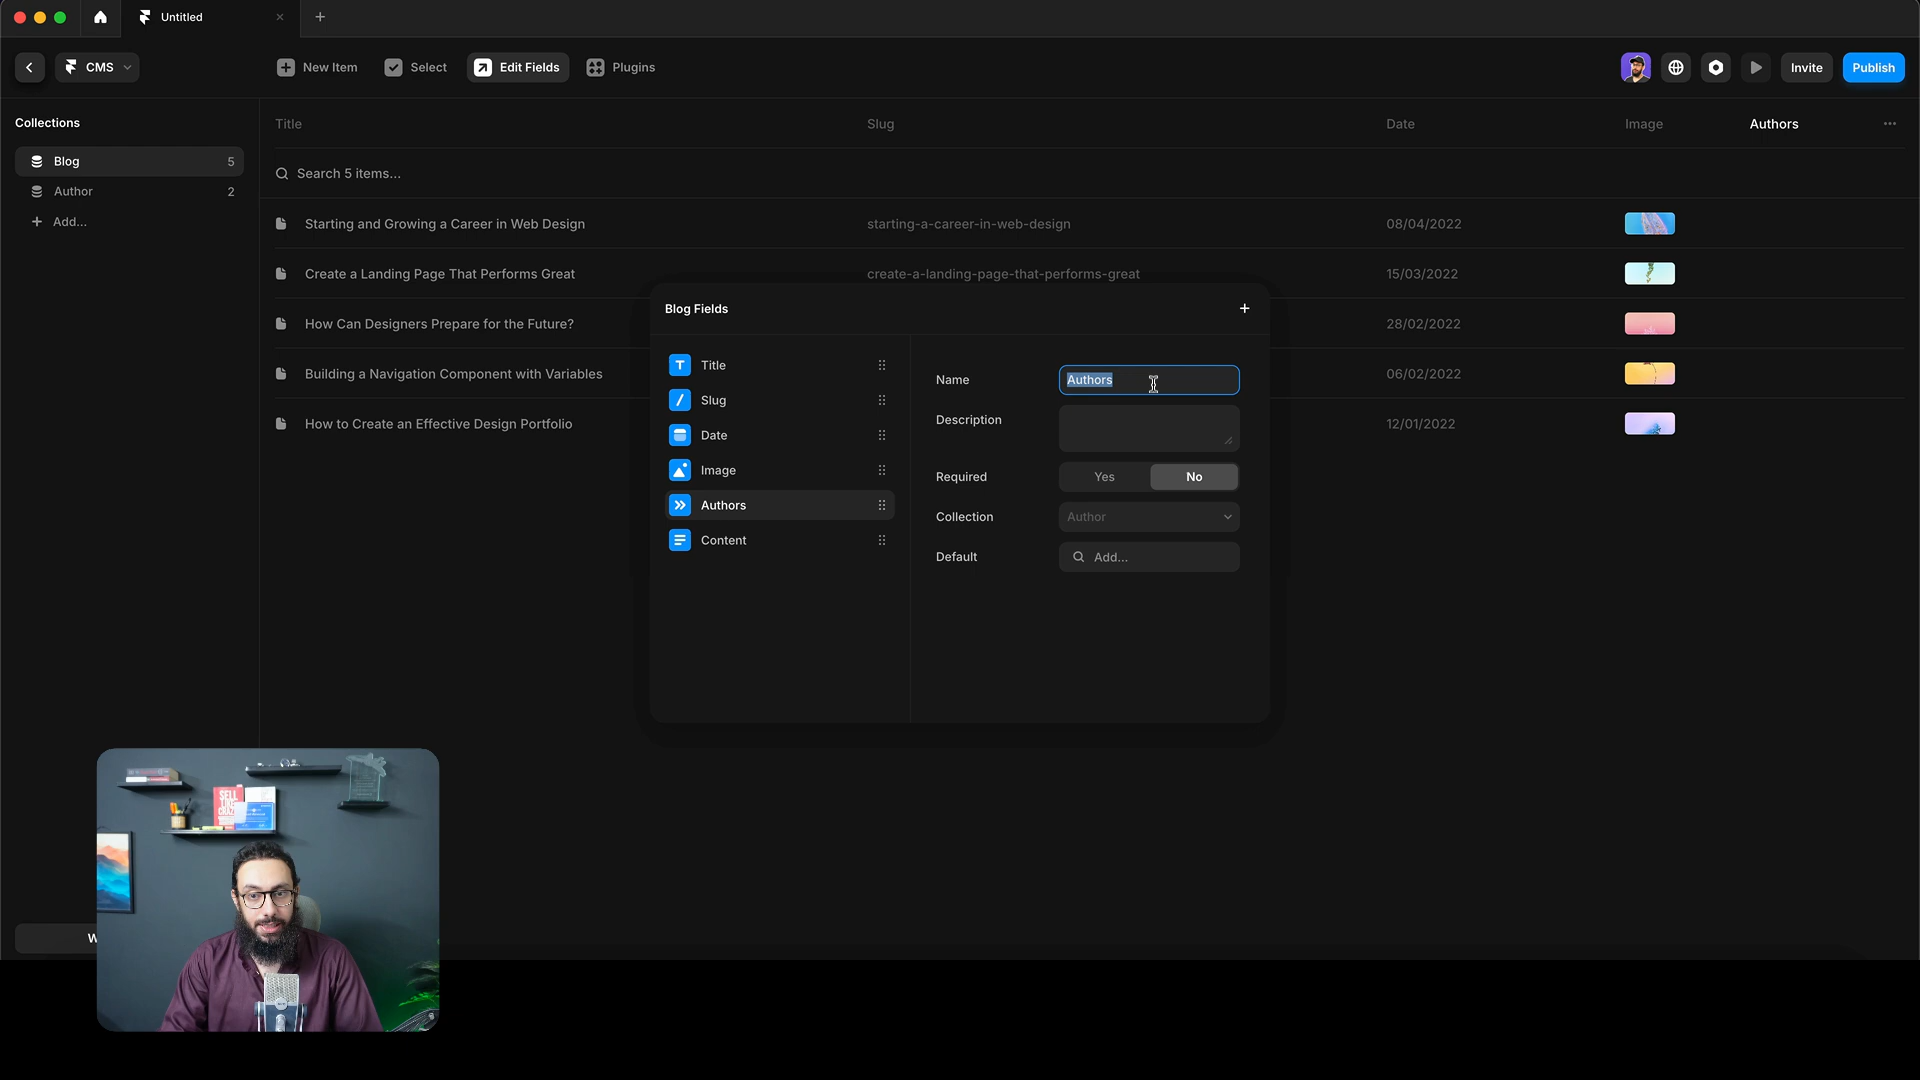 Untitled
CMS
New Item
Select
Edit Fields
Plugins
Invite
Publish
Collections
Blog 5
Author 2
Add...
Title Slug Date Image Authors
Search 5 items...
Starting and Growing a Career in Web Design starting-a-career-in-web-design 08/04/2022
Create a Landing Page That Performs Great create-a-landing-page-that-performs-great 15/03/2022
How Can Designers Prepare for the Future? 28/02/2022
Building a Navigation Component with Variables 06/02/2022
How to Create an Effective Design Portfolio 12/01/2022
Blog Fields
Title
Slug
Date
Image
Authors
Content
Name Authors
Description
Required Yes No
Collection Author
Default Add...
W
SELL
LIKE
CRAZY